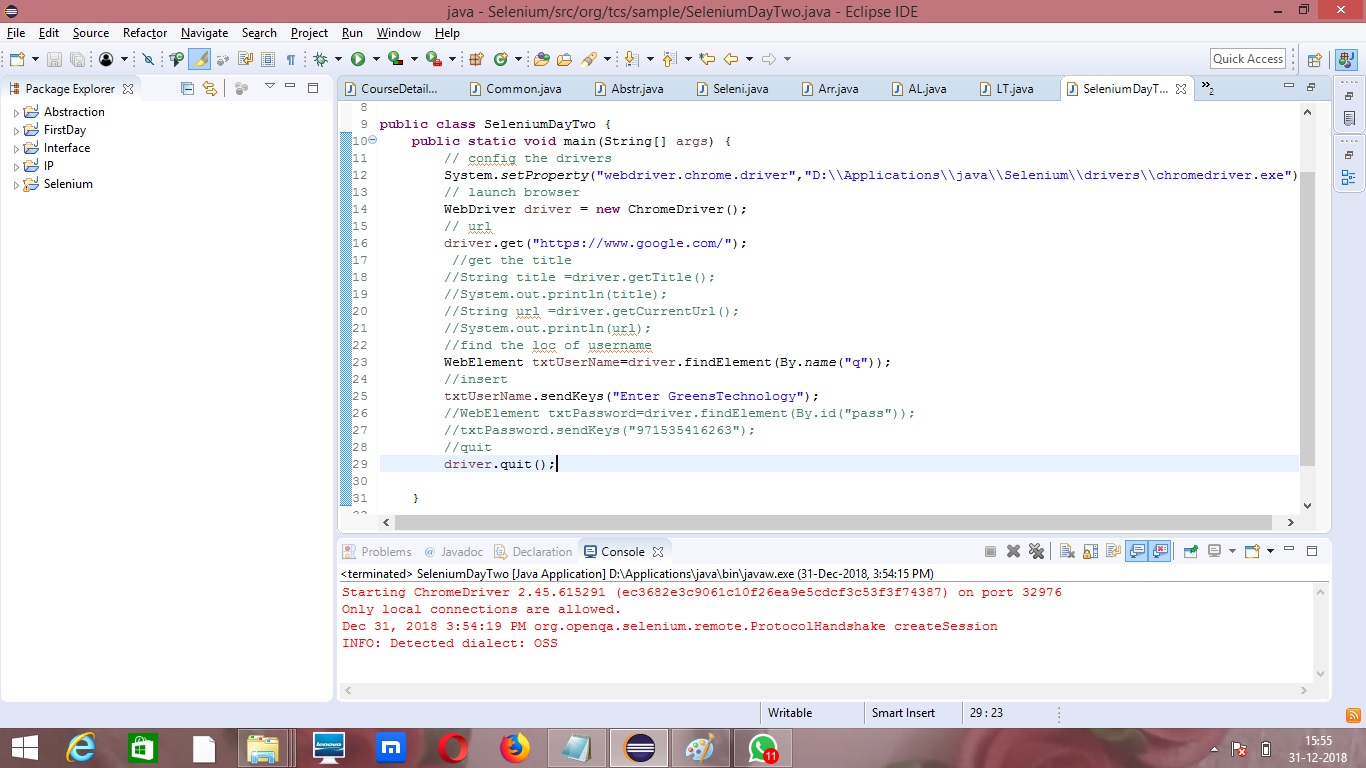 java - Selenium/src/org/tcs/sample/SeleniumDayTwo.java - Eclipse IDE
File Edit Source Refactor Navigate Search Project Run Window Help
Quick Access
Package Explorer
Abstraction
FirstDay
Interface
IP
Selenium
CourseDetail... Common.java Abstr.java Seleni.java Arr.java AL.java LT.java SeleniumDayT... »2
8
9 public class SeleniumDayTwo {
10 public static void main(String[] args) {
11 // config the drivers
12 System.setProperty("webdriver.chrome.driver","D:\\Applications\\java\\Selenium\\drivers\\chromedriver.exe")
13 // launch browser
14 WebDriver driver = new ChromeDriver();
15 // url
16 driver.get("https://www.google.com/");
17 //get the title
18 //String title =driver.getTitle();
19 //System.out.println(title);
20 //String url =driver.getCurrentUrl();
21 //System.out.println(url);
22 //find the loc of username
23 WebElement txtUserName=driver.findElement(By.name("q"));
24 //insert
25 txtUserName.sendKeys("Enter GreensTechnology");
26 //WebElement txtPassword=driver.findElement(By.id("pass"));
27 //txtPassword.sendKeys("971535416263");
28 //quit
29 driver.quit();
30
31 }
Problems @ Javadoc Declaration Console
<terminated> SeleniumDayTwo [Java Application] D:\Applications\java\bin\javaw.exe (31-Dec-2018, 3:54:15 PM)
Starting ChromeDriver 2.45.615291 (ec3682e3c9061c10f26ea9e5cdcf3c53f3f74387) on port 32976
Only local connections are allowed.
Dec 31, 2018 3:54:19 PM org.openqa.selenium.remote.ProtocolHandshake createSession
INFO: Detected dialect: OSS
Writable Smart Insert 29 : 23
lenovo
11
15:55
31-12-2018